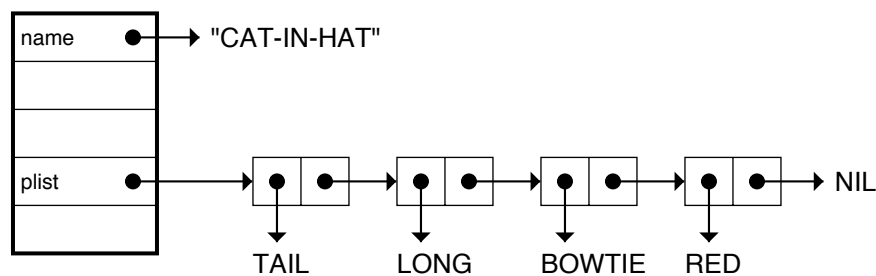 name "CAT-IN-HAT"
plist NIL
TAIL LONG BOWTIE RED